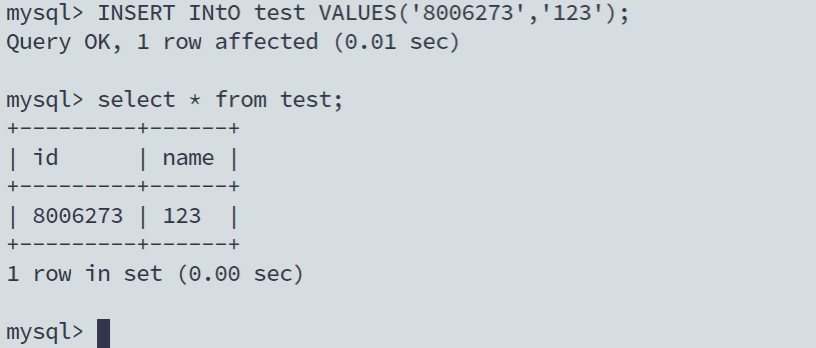 mysql> INSERT INtO test VALUES('8006273','123');
Query OK, 1 row affected (0.01 sec)
mysql> select * from test;
+---------+------+
| id      | name |
+---------+------+
| 8006273 | 123  |
+---------+------+
1 row in set (0.00 sec)
mysql>